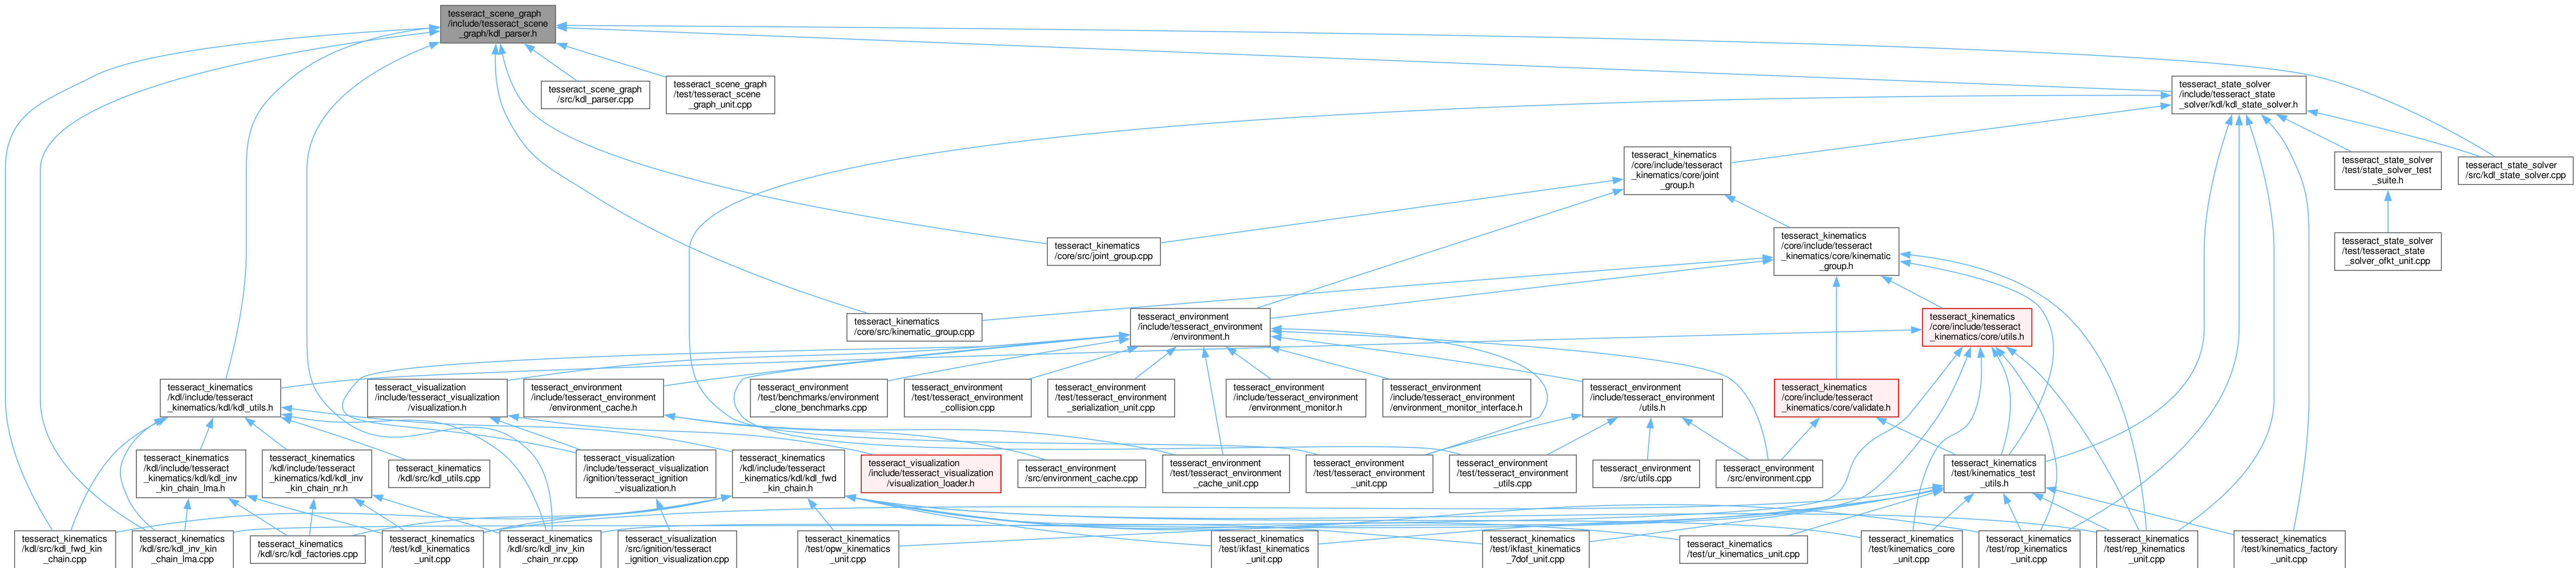 tesseract_scene_graph
/include/tesseract_scene
_graph/kdl_parser.h
tesseract_scene_graph
/src/kdl_parser.cpp
tesseract_scene_graph
/test/tesseract_scene
_graph_unit.cpp
tesseract_state_solver
/include/tesseract_state
_solver/kdl/kdl_state_solver.h
tesseract_kinematics
/core/include/tesseract
_kinematics/core/joint
_group.h
tesseract_state_solver
/test/state_solver_test
_suite.h
tesseract_state_solver
/src/kdl_state_solver.cpp
tesseract_kinematics
/core/src/joint_group.cpp
tesseract_kinematics
/core/include/tesseract
_kinematics/core/kinematic
_group.h
tesseract_state_solver
/test/tesseract_state
_solver_ofkt_unit.cpp
tesseract_kinematics
/core/src/kinematic_group.cpp
tesseract_environment
/include/tesseract_environment
/environment.h
tesseract_kinematics
/core/include/tesseract
_kinematics/core/utils.h
tesseract_kinematics
/kdl/include/tesseract
_kinematics/kdl/kdl_utils.h
tesseract_visualization
/include/tesseract_visualization
/visualization.h
tesseract_environment
/include/tesseract_environment
/environment_cache.h
tesseract_environment
/test/benchmarks/environment
_clone_benchmarks.cpp
tesseract_environment
/test/tesseract_environment
_collision.cpp
tesseract_environment
/test/tesseract_environment
_serialization_unit.cpp
tesseract_environment
/include/tesseract_environment
/environment_monitor.h
tesseract_environment
/include/tesseract_environment
/environment_monitor_interface.h
tesseract_environment
/include/tesseract_environment
/utils.h
tesseract_kinematics
/core/include/tesseract
_kinematics/core/validate.h
tesseract_kinematics
/kdl/include/tesseract
_kinematics/kdl/kdl_inv
_kin_chain_lma.h
tesseract_kinematics
/kdl/include/tesseract
_kinematics/kdl/kdl_inv
_kin_chain_nr.h
tesseract_kinematics
/kdl/src/kdl_utils.cpp
tesseract_visualization
/include/tesseract_visualization
/ignition/tesseract_ignition
_visualization.h
tesseract_kinematics
/kdl/include/tesseract
_kinematics/kdl/kdl_fwd
_kin_chain.h
tesseract_visualization
/include/tesseract_visualization
/visualization_loader.h
tesseract_environment
/src/environment_cache.cpp
tesseract_environment
/test/tesseract_environment
_cache_unit.cpp
tesseract_environment
/test/tesseract_environment
_unit.cpp
tesseract_environment
/test/tesseract_environment
_utils.cpp
tesseract_environment
/src/utils.cpp
tesseract_environment
/src/environment.cpp
tesseract_kinematics
/test/kinematics_test
_utils.h
tesseract_kinematics
/kdl/src/kdl_fwd_kin
_chain.cpp
tesseract_kinematics
/kdl/src/kdl_inv_kin
_chain_lma.cpp
tesseract_kinematics
/kdl/src/kdl_factories.cpp
tesseract_kinematics
/test/kdl_kinematics
_unit.cpp
tesseract_kinematics
/kdl/src/kdl_inv_kin
_chain_nr.cpp
tesseract_visualization
/src/ignition/tesseract
_ignition_visualization.cpp
tesseract_kinematics
/test/opw_kinematics
_unit.cpp
tesseract_kinematics
/test/ikfast_kinematics
_unit.cpp
tesseract_kinematics
/test/ikfast_kinematics
_7dof_unit.cpp
tesseract_kinematics
/test/ur_kinematics_unit.cpp
tesseract_kinematics
/test/kinematics_core
_unit.cpp
tesseract_kinematics
/test/rop_kinematics
_unit.cpp
tesseract_kinematics
/test/rep_kinematics
_unit.cpp
tesseract_kinematics
/test/kinematics_factory
_unit.cpp